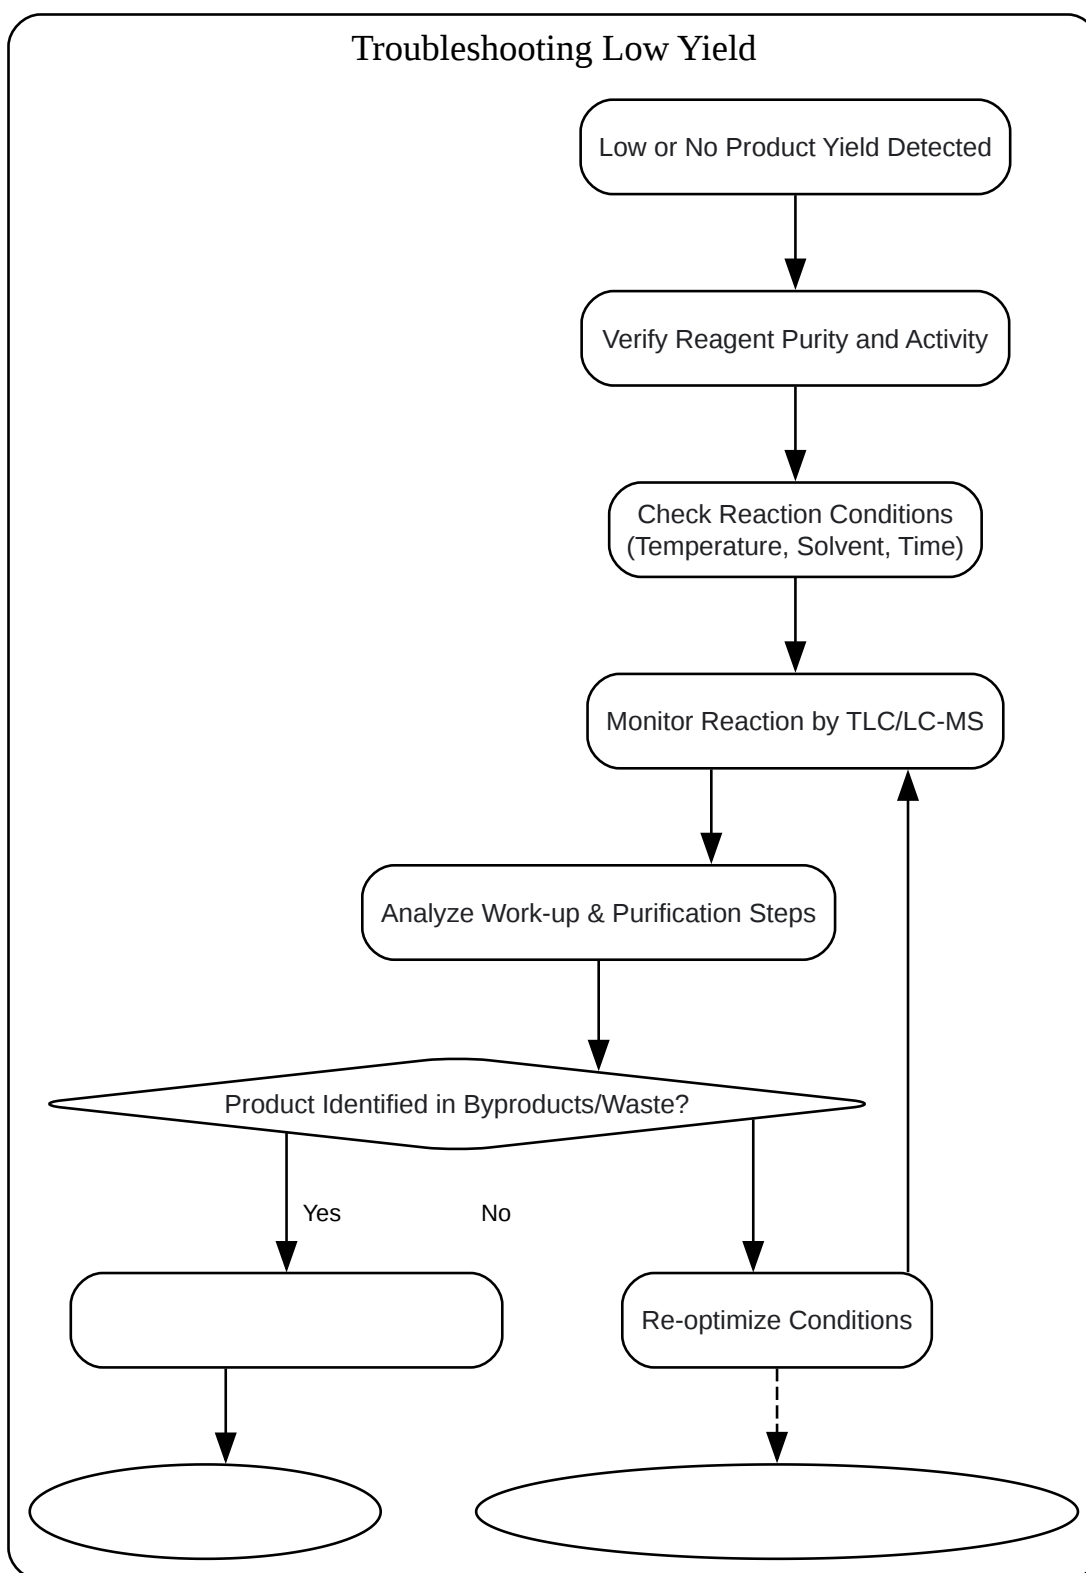 Troubleshooting Low Yield
Low or No Product Yield Detected
Verify Reagent Purity and Activity
Check Reaction Conditions
(Temperature, Solvent, Time)
Monitor Reaction by TLC/LC-MS
Analyze Work-up & Purification Steps
Product Identified in Byproducts/Waste?
Yes
No
Re-optimize Conditions